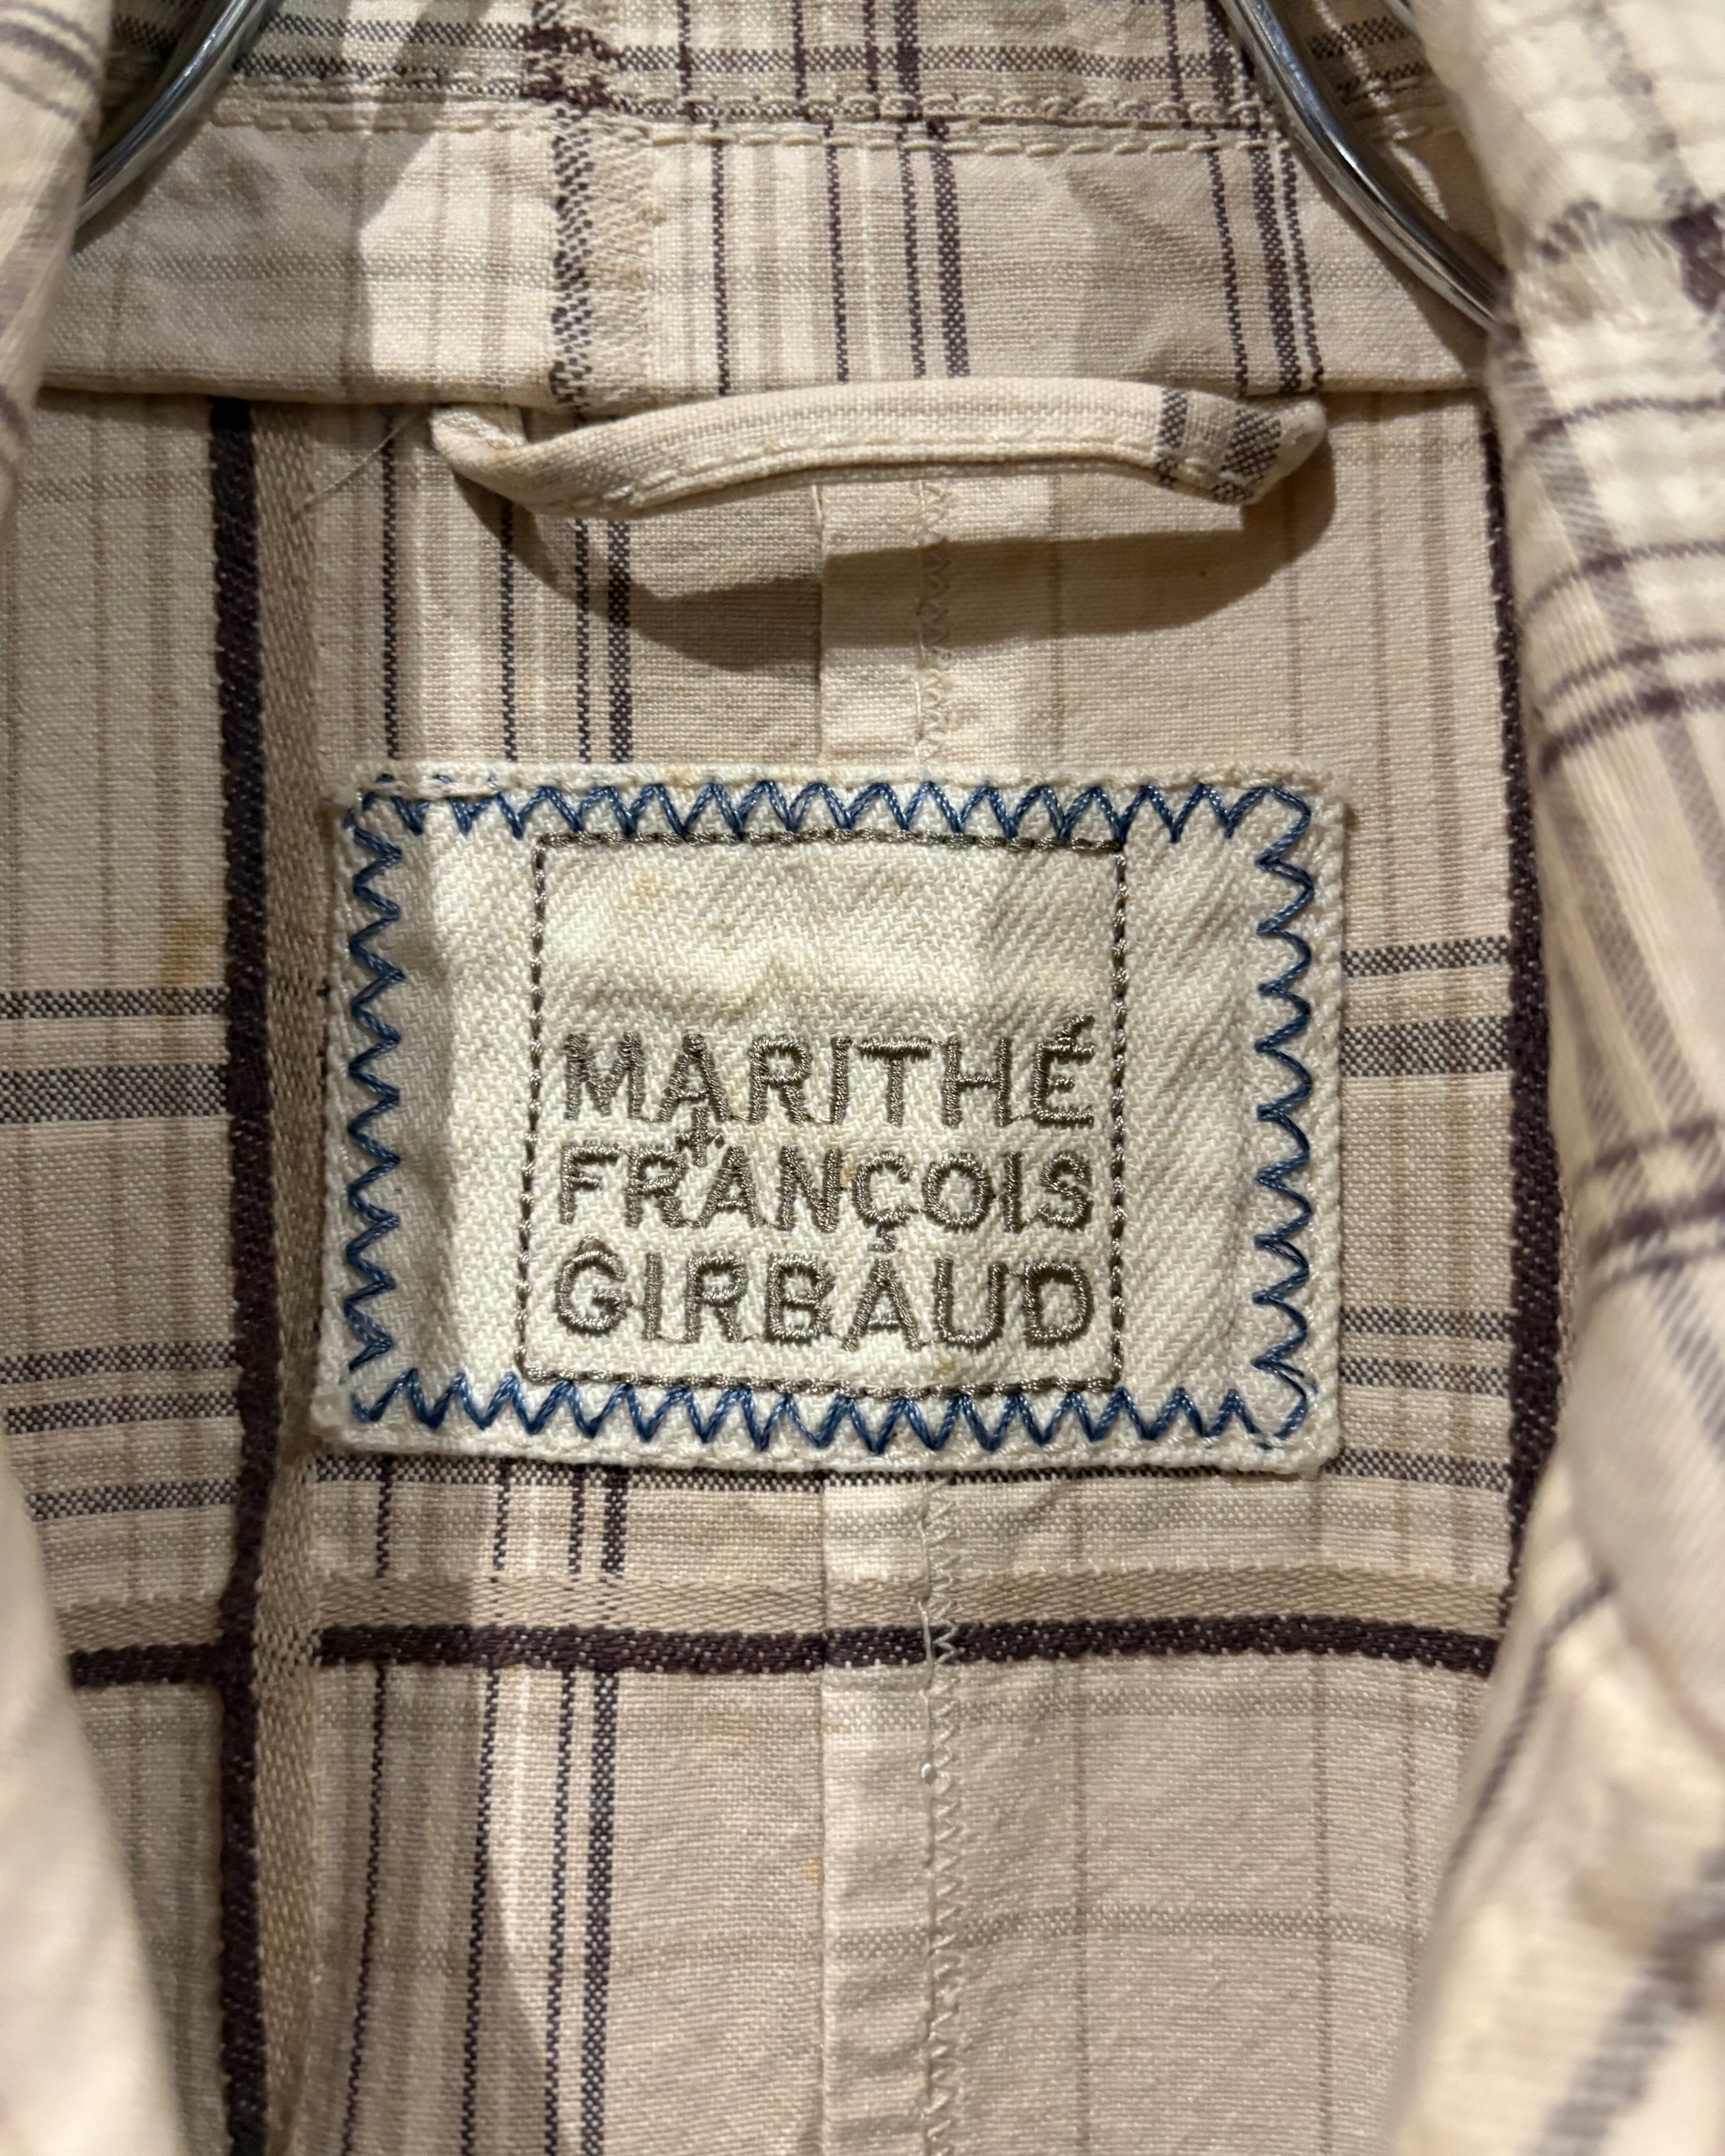 MARITHÉ
+
FRANÇOIS
GIRBAUD